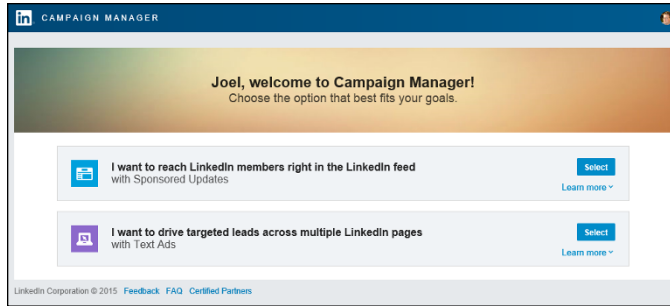 in CAMPAIGN MANAGER
Joel, welcome to Campaign Manager!
Choose the option that best fits your goals.
I want to reach LinkedIn members right in the LinkedIn feed
with Sponsored Updates
Select
Learn more
I want to drive targeted leads across multiple LinkedIn pages
with Text Ads
Select
Learn more
LinkedIn Corporation © 2015 Feedback FAQ Certified Partners